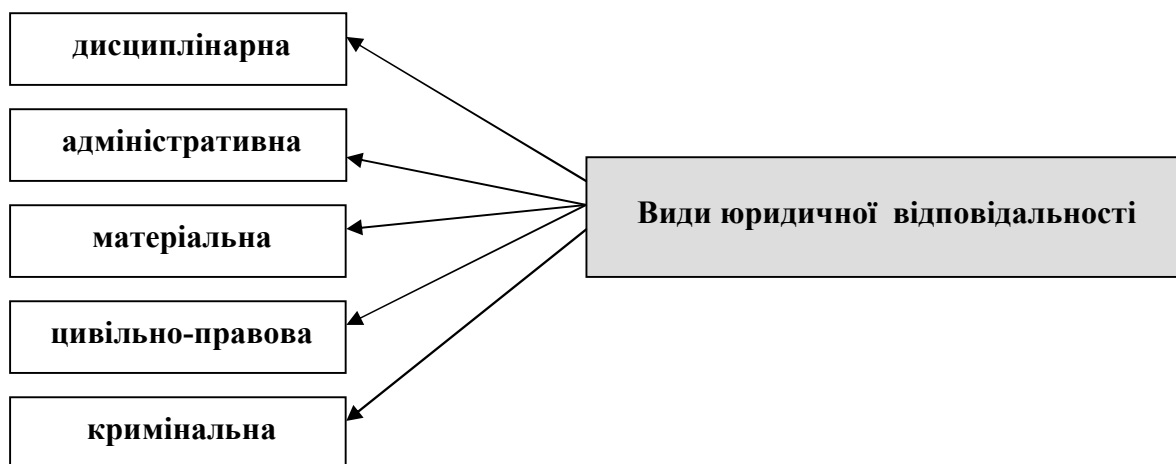 дисциплінарна
адміністративна
матеріальна
цивільно-правова
кримінальна
Види юридичної відповідальності